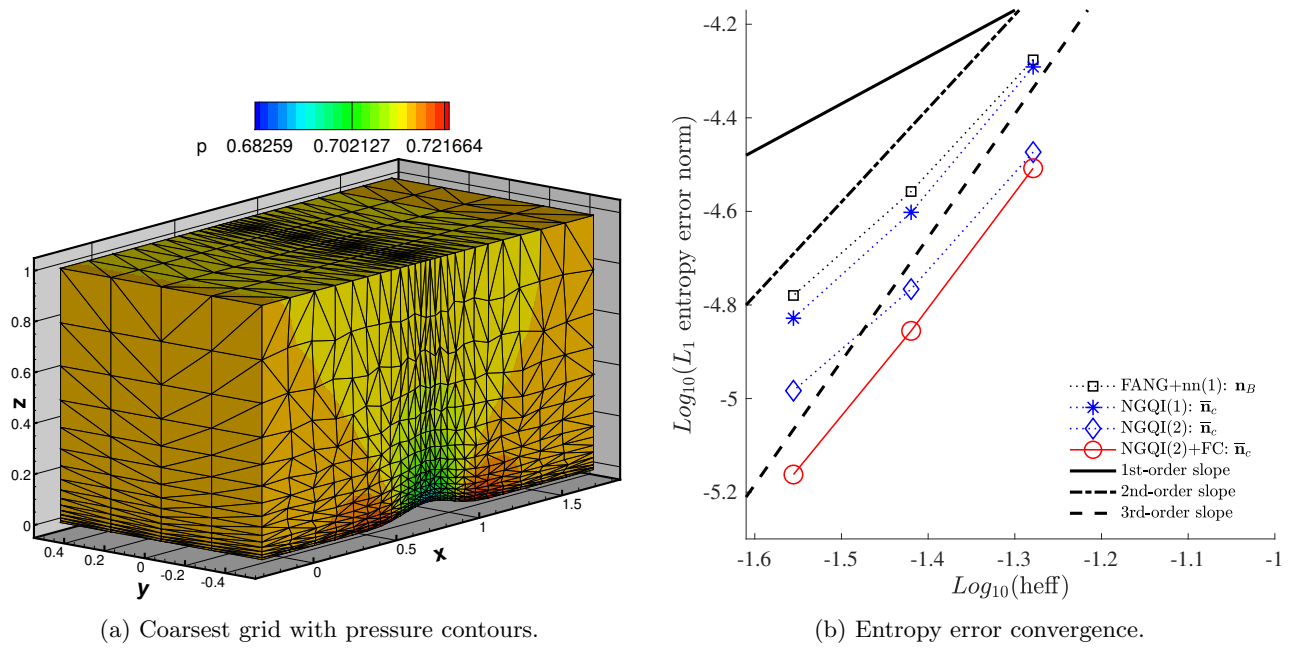 p 0.68259 0.702127 0.721664
1
0.8
0.6
0.4
0.2
0
z
0.4 0.2 0 -0.2 -0.4
y
0 0.5 1 1.5
x
(a) Coarsest grid with pressure contours.
-4.2
-4.4
-4.6
-4.8
-5
-5.2
Log₁₀(L₁ entropy error norm)
FANG+nn(1): n_B
NGQI(1): n̅_c
NGQI(2): n̅_c
NGQI(2)+FC: n̅_c
1st-order slope
2nd-order slope
3rd-order slope
-1.6 -1.5 -1.4 -1.3 -1.2 -1.1 -1
Log₁₀(heff)
(b) Entropy error convergence.